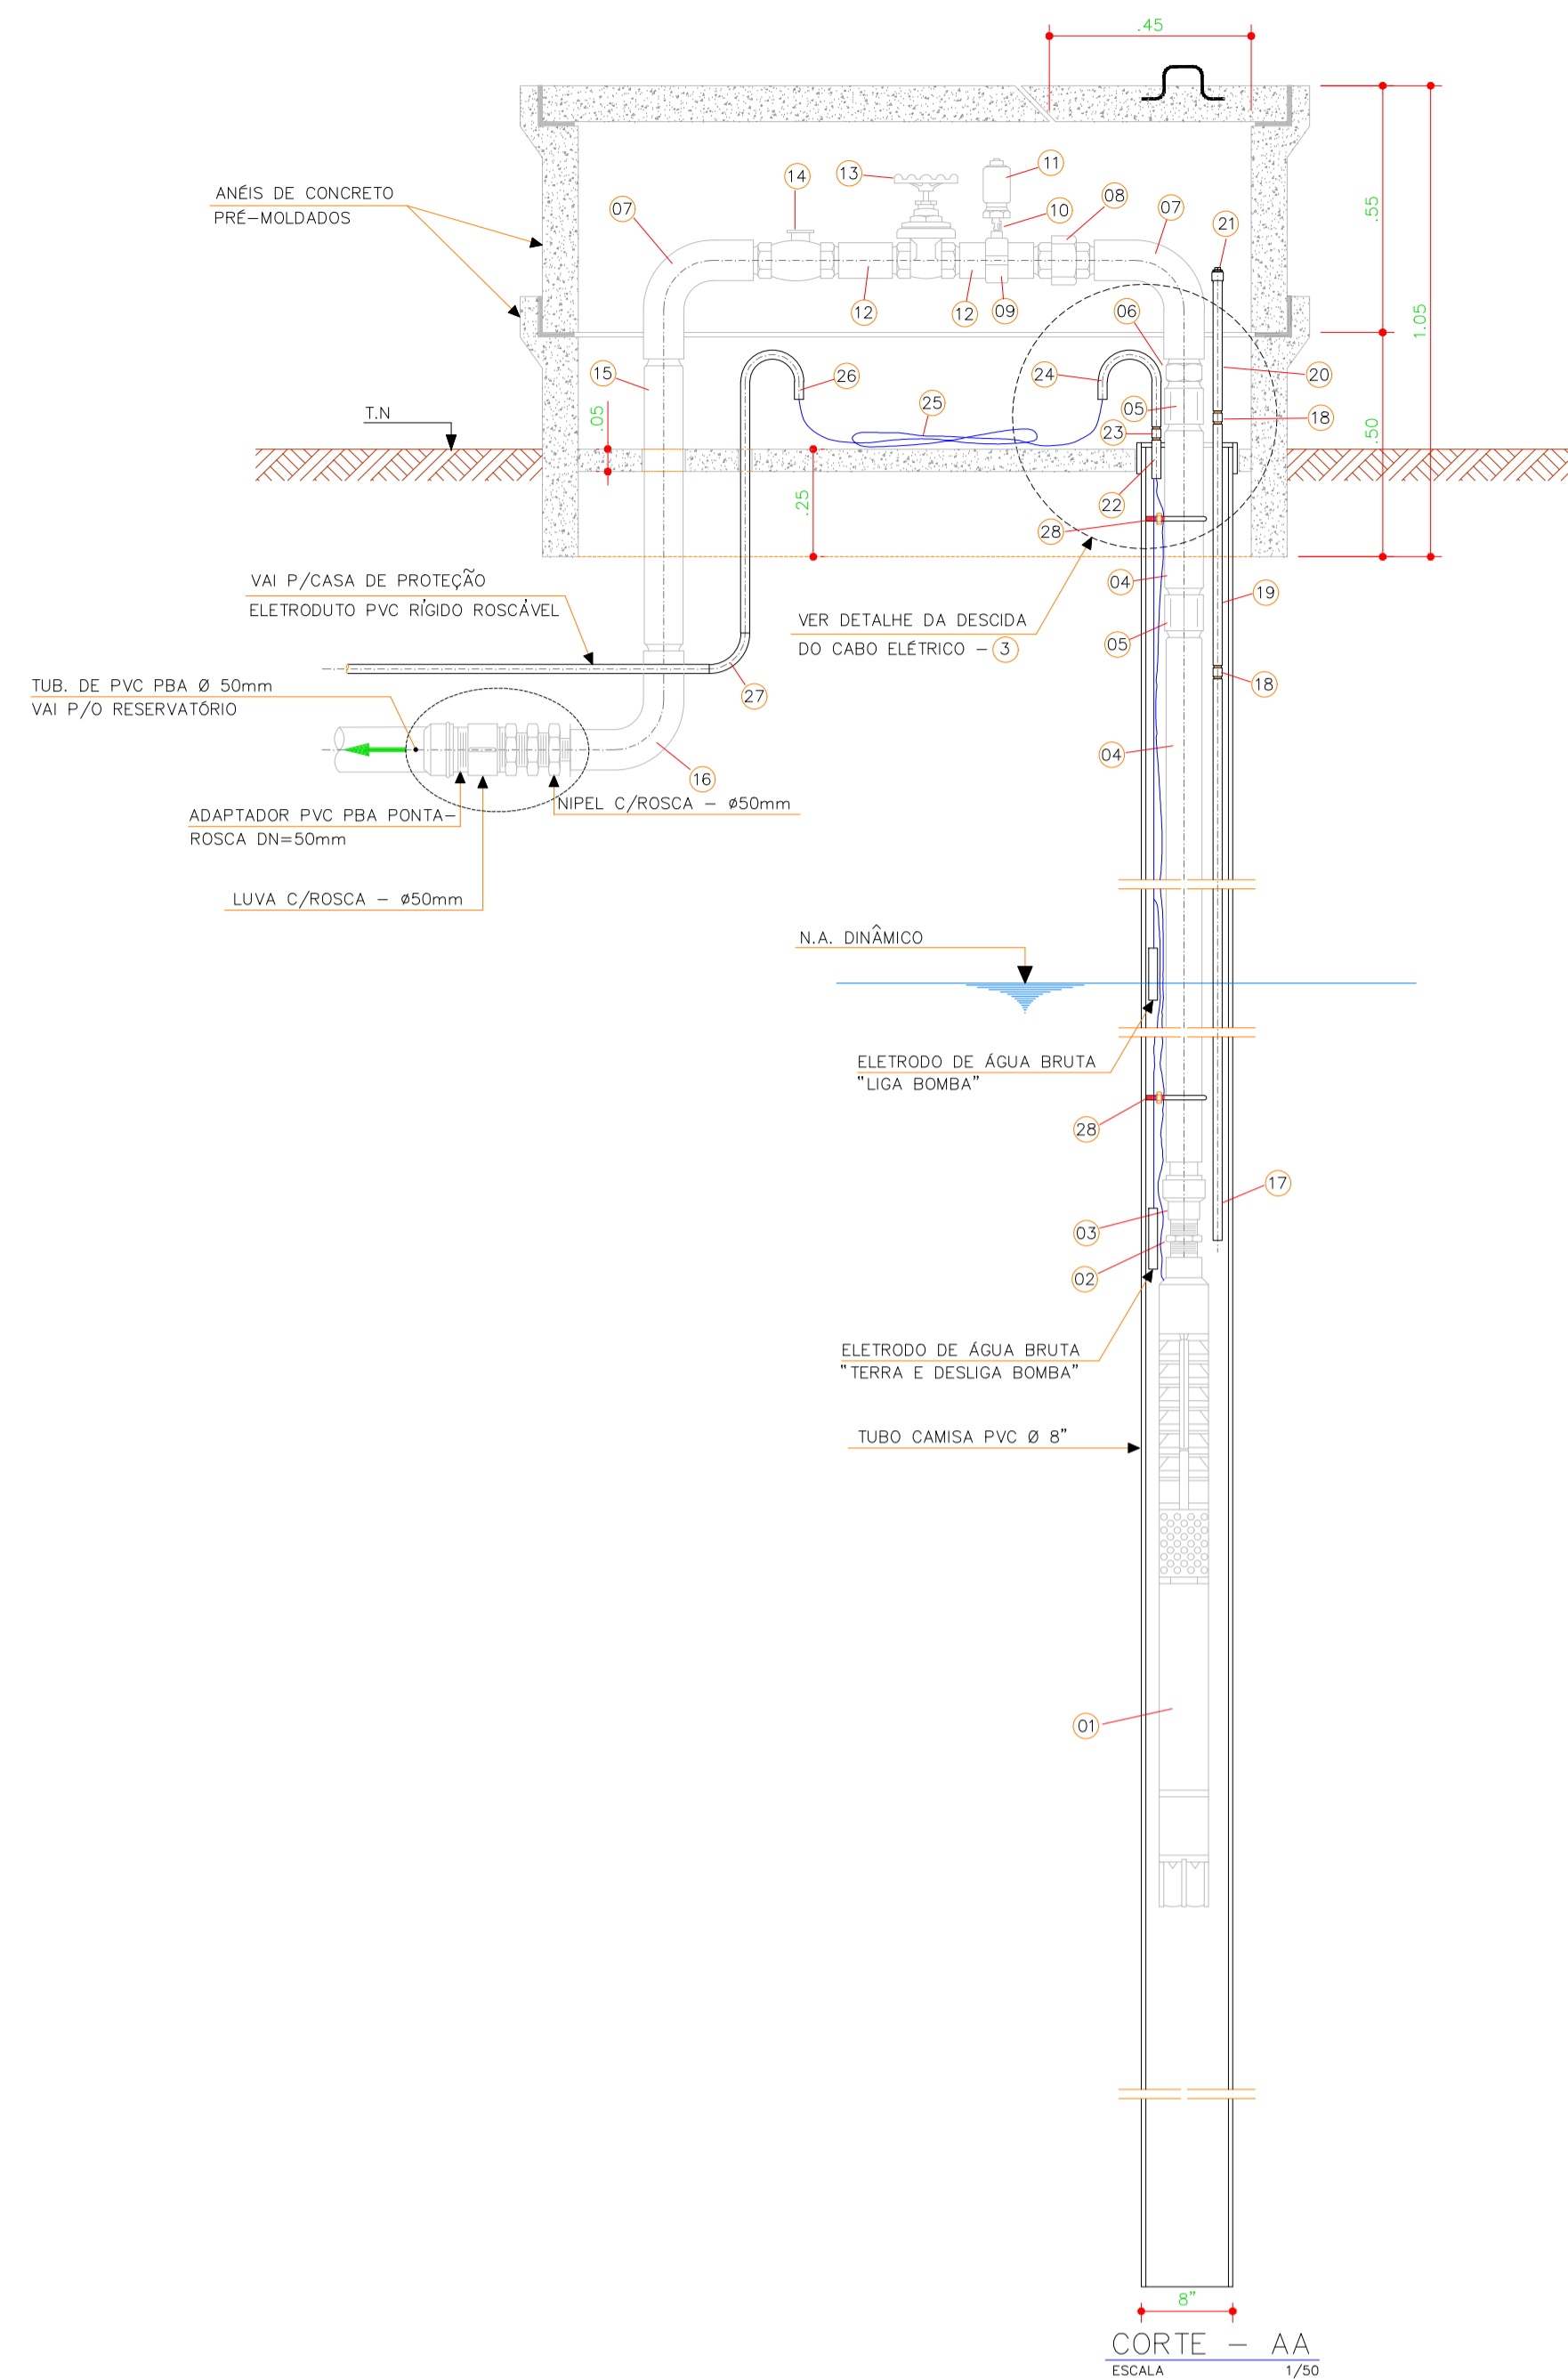 .45
ANÉIS DE CONCRETO
PRÉ-MOLDADOS
14
13
11
10
08
07
07
21
.55
1.05
12
12
09
06
15
26
24
20
25
05
23
18
T.N
.05
.50
.25
22
28
VAI P/CASA DE PROTEÇÃO
ELETRODUTO PVC RÍGIDO ROSCÁVEL
04
19
VER DETALHE DA DESCIDA
DO CABO ELÉTRICO - 3
05
18
TUB. DE PVC PBA Ø 50mm
VAI P/O RESERVATÓRIO
27
04
16
NIPEL C/ROSCA - ø50mm
ADAPTADOR PVC PBA PONTA-
ROSCA DN=50mm
LUVA C/ROSCA - ø50mm
N.A. DINÂMICO
ELETRODO DE ÁGUA BRUTA
"LIGA BOMBA"
28
17
03
02
ELETRODO DE ÁGUA BRUTA
"TERRA E DESLIGA BOMBA"
TUBO CAMISA PVC Ø 8"
01
8"
CORTE - AA
ESCALA 1/50